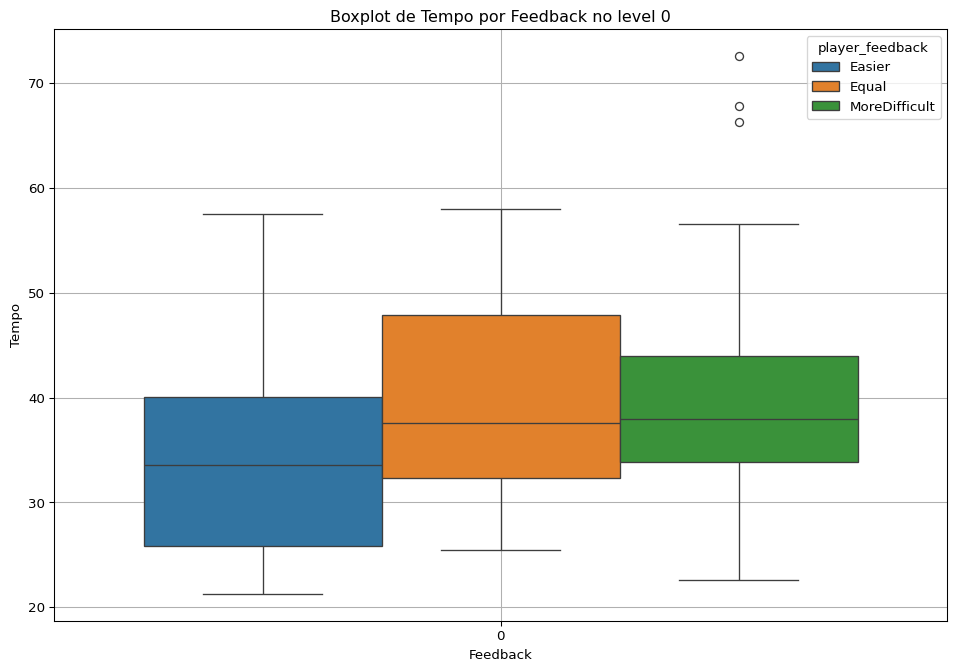 Boxplot de Tempo por Feedback no level 0
player_feedback
Easier
Equal
MoreDifficult
70
60
50
40
30
20
Tempo
0
Feedback